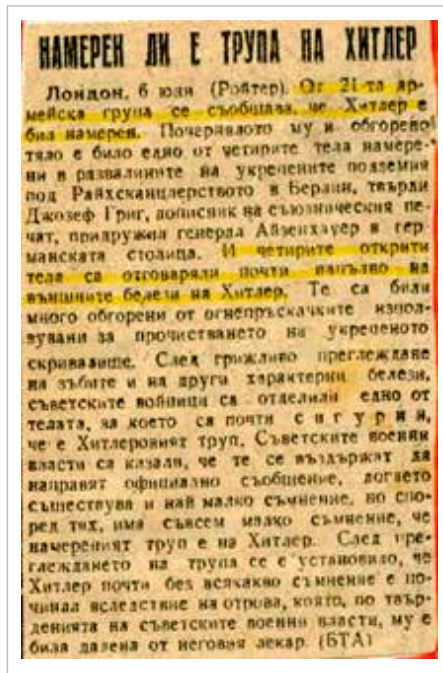 НАМЕРЕН ЛИ Е ТРУПА НА ХИТЛЕР
Лондон, 6 юли (Ройтер). От 21-та ар-
мейска група се съобщава, че Хитлер е
бил намерен. Почернялото му и обгорено
тяло е било едно от четирите тела намере-
ни в развалините на укрепените подземия
под Райхсканцлерството в Берлин, твърди
Джозеф Григ, дописник на съюзническия пе-
чат, придружил генерал Айзенхауер в гер-
манската столица. И четирите открити
тела са отговаряли почти напълно на
външните белези на Хитлер. Те са били
много обгорени от огнепръскачките изпол-
зувани за прочистването на укрепеното
скривалище. След грижливо преглеждане
на зъбите и на други характерни белези,
съветските войници са отделили едно от
телата, за което са почти сигурни,
че е Хитлеровият труп. Съветските военни
власти са казали, че те се въздържат да
направят официално съобщение, догдето
съществува и най малко съмнение, но спо-
ред тях, има съвсем малко съмнение, че
намереният труп е на Хитлер. След пре-
глеждането на трупа се е установило, че
Хитлер почти без всякакво съмнение е по-
чинал вследствие на отрова, която, по твър-
денията на съветските военни власти, му е
била дадена от неговия лекар. (БТА)